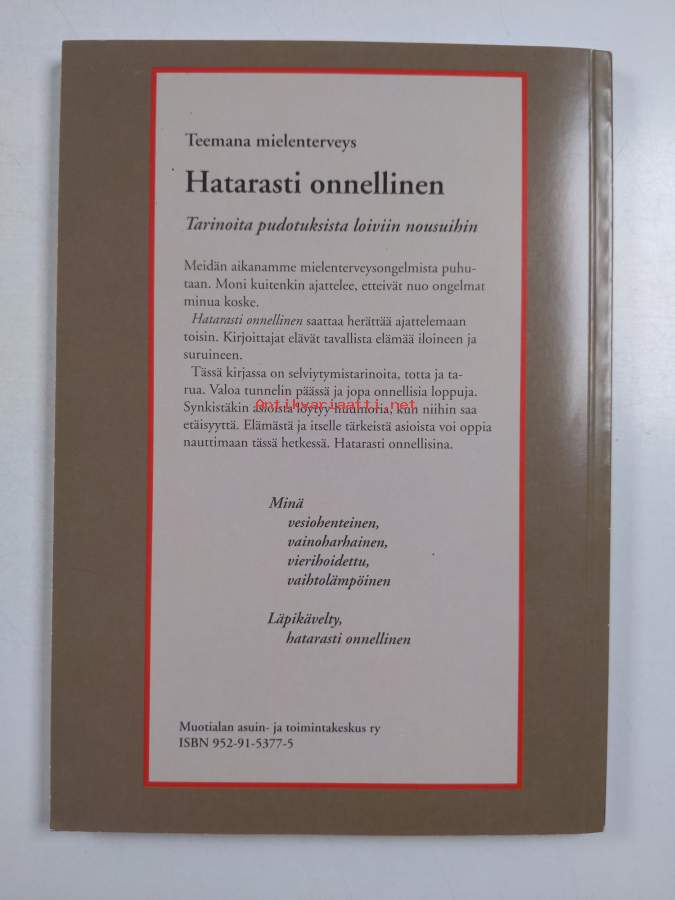 Teemana mielenterveys
Hatarasti onnellinen
Tarinoita pudotuksista loiviin nousuihin
Meidän aikanamme mielenterveysongelmista puhu-
taan. Moni kuitenkin ajattelee, etteivät nuo ongelmat
minua koske.
Hatarasti onnellinen saattaa herättää ajattelemaan
toisin. Kirjoittajat elävät tavallista elämää iloineen ja
suruineen.
Tässä kirjassa on selviytymistarinoita, totta ja ta-
rua. Valoa tunnelin päässä ja jopa onnellisia loppuja.
Synkistäkin asioista löytyy huumoria, kun niihin saa
Antikvariaatti.net
etäisyyttä. Elämästä ja itselle tärkeistä asioista voi oppia
nauttimaan tässä hetkessä. Hatarasti onnellisina.
Minä
vesiohenteinen,
vainoharhainen,
vierihoidettu,
vaihtolämpöinen
Läpikävelty,
hatarasti onnellinen
Muotialan asuin- ja toimintakeskus ry
ISBN 952-91-5377-5